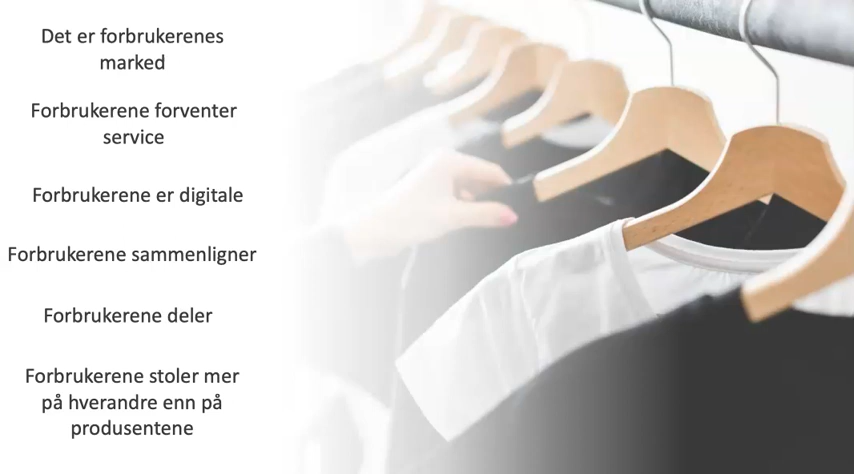 Det er forbrukerenes
marked
Forbrukerene forventer
service
Forbrukerene er digitale
Forbrukerene sammenligner
Forbrukerene deler
Forbrukerene stoler mer
på hverandre enn på
produsentene